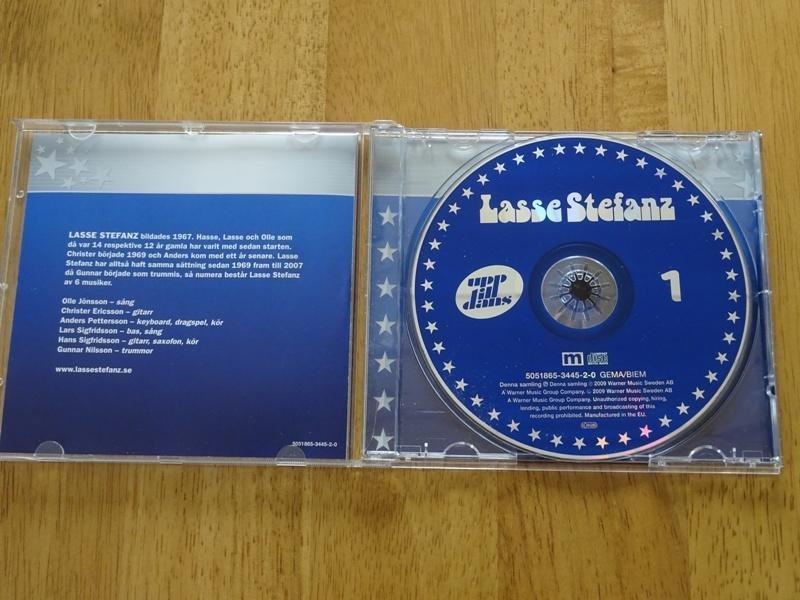 LASSE STEFANZ bildades 1967. Hasse, Lasse och Olle som
då var 14 respektive 12 år gamla har varit med sedan starten.
Christer började 1969 och Anders kom med ett år senare. Lasse
Stefanz har alltså haft samma sättning sedan 1969 fram till 2007
då Gunnar började som trummis, så numera består Lasse Stefanz
av 6 musiker.
Olle Jönsson – sång
Christer Ericsson – gitarr
Anders Pettersson – keyboard, dragspel, kör
Lars Sigfridsson – bas, sång
Hans Sigfridsson – gitarr, saxofon, kör
Gunnar Nilsson – trummor
www.lassestefanz.se
5051865-3445-2-0
Lasse Stefanz
upp
till
dans
1
m disc
5051865-3445-2-0 GEMA/BIEM
Denna samling ℗ Denna samling © 2009 Warner Music Sweden AB
A Warner Music Group Company. © 2009 Warner Music Sweden AB
A Warner Music Group Company. Unauthorized copying, hiring,
lending, public performance and broadcasting of this
recording prohibited. Manufactured in the EU.